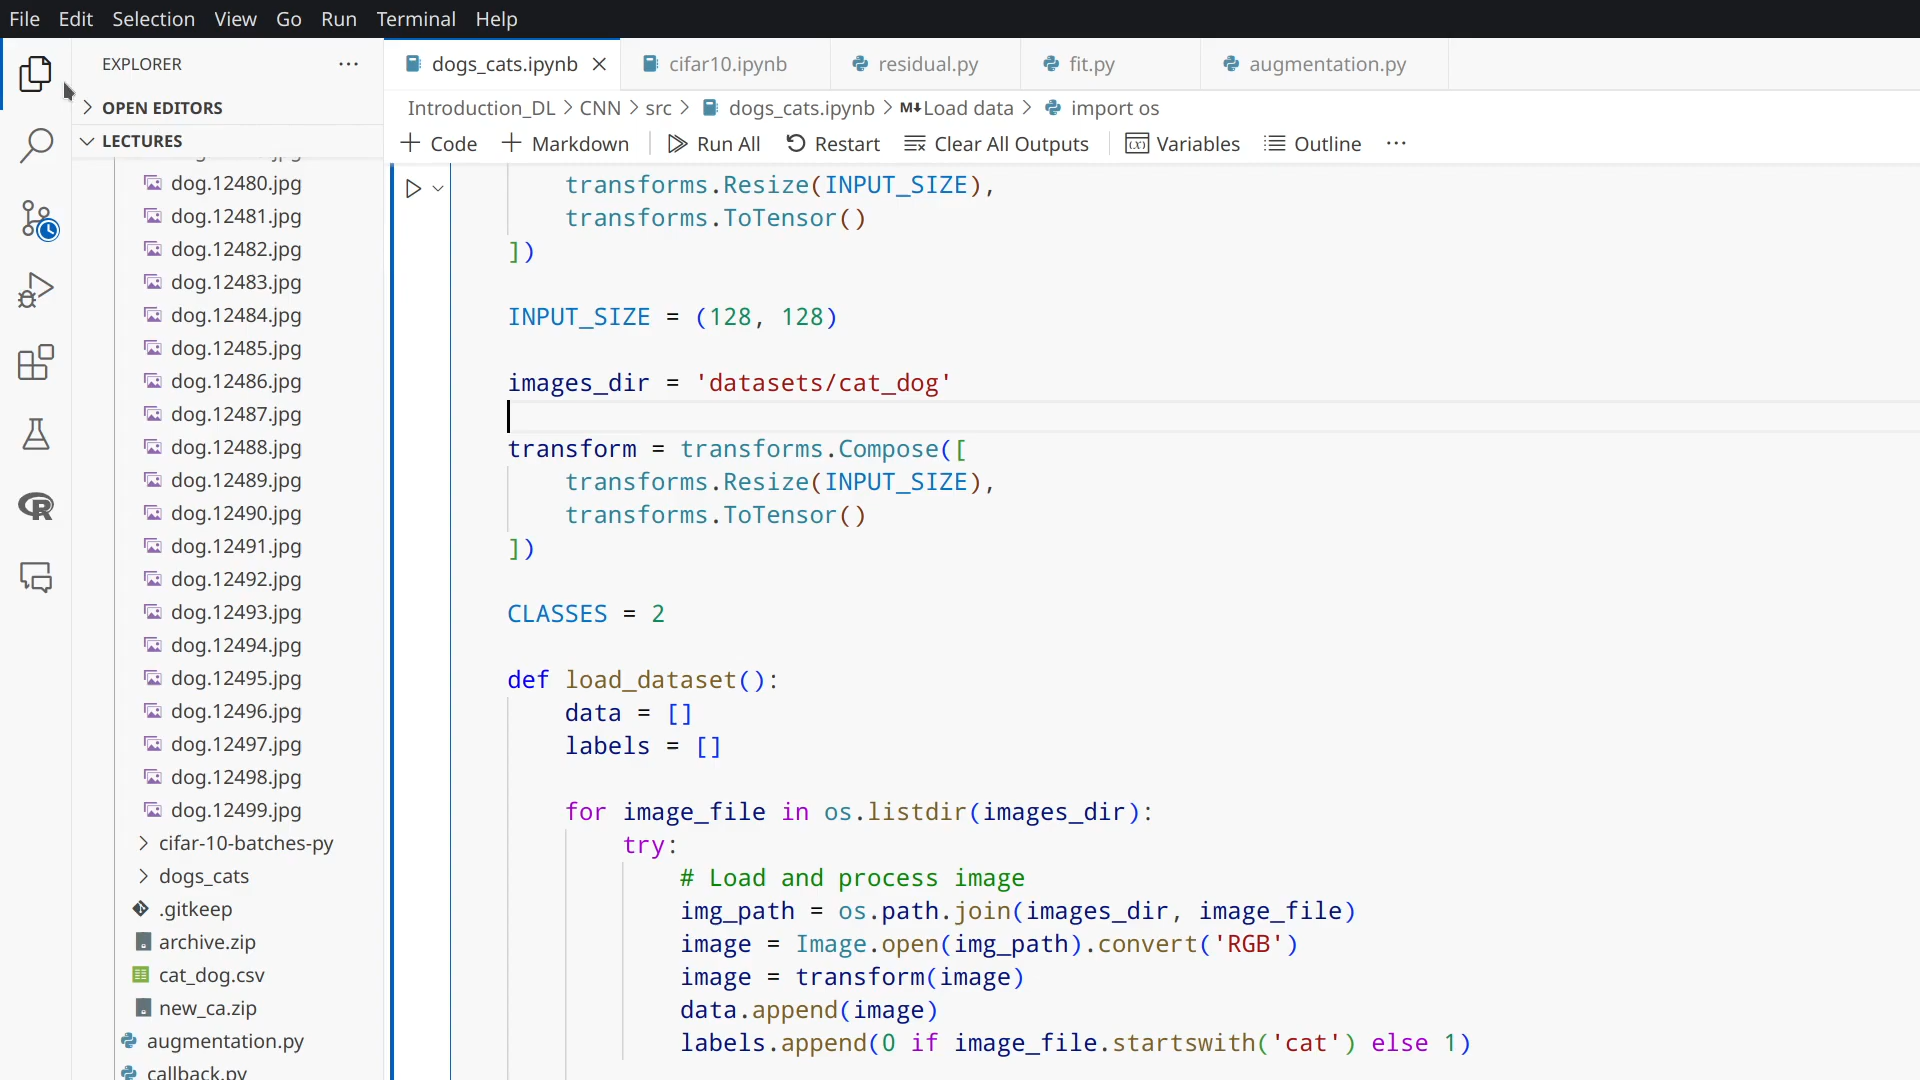 File Edit Selection View Go Run Terminal Help
EXPLORER
OPEN EDITORS
LECTURES
dog.12480.jpg
dog.12481.jpg
dog.12482.jpg
dog.12483.jpg
dog.12484.jpg
dog.12485.jpg
dog.12486.jpg
dog.12487.jpg
dog.12488.jpg
dog.12489.jpg
dog.12490.jpg
dog.12491.jpg
dog.12492.jpg
dog.12493.jpg
dog.12494.jpg
dog.12495.jpg
dog.12496.jpg
dog.12497.jpg
dog.12498.jpg
dog.12499.jpg
cifar-10-batches-py
dogs_cats
.gitkeep
archive.zip
cat_dog.csv
new_ca.zip
augmentation.py
callback.py
dogs_cats.ipynb cifar10.ipynb residual.py fit.py augmentation.py
Introduction_DL > CNN > src > dogs_cats.ipynb > M↓Load data > import os
+ Code + Markdown Run All Restart Clear All Outputs Variables Outline ···
transforms.Resize(INPUT_SIZE),
transforms.ToTensor()
])
INPUT_SIZE = (128, 128)
images_dir = 'datasets/cat_dog'
transform = transforms.Compose([
transforms.Resize(INPUT_SIZE),
transforms.ToTensor()
])
CLASSES = 2
def load_dataset():
data = []
labels = []
for image_file in os.listdir(images_dir):
try:
# Load and process image
img_path = os.path.join(images_dir, image_file)
image = Image.open(img_path).convert('RGB')
image = transform(image)
data.append(image)
labels.append(0 if image_file.startswith('cat') else 1)